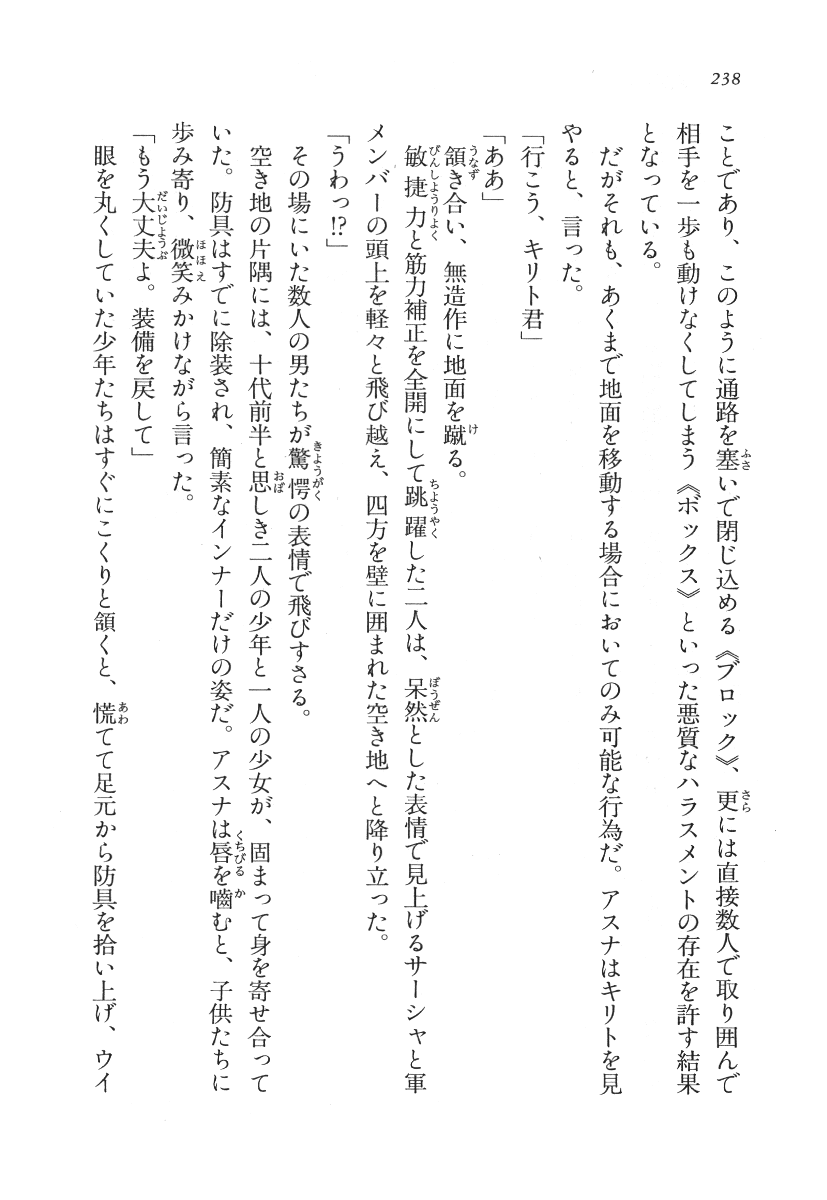 238
ことであり、このように通路を塞いで閉じ込める《ブロック》、更には直接数人で取り囲んで
相手を一歩も動けなくしてしまう《ボックス》といった悪質なハラスメントの存在を許す結果
となっている。
だがそれも、あくまで地面を移動する場合においてのみ可能な行為だ。アスナはキリトを見
やると、言った。
「行こう、キリト君」
「ああ」
頷き合い、無造作に地面を蹴る。
敏捷力と筋力補正を全開にして跳躍した二人は、呆然とした表情で見上げるサーシャと軍
メンバーの頭上を軽々と飛び越え、四方を壁に囲まれた空き地へと降り立った。
「うわっ!?」
その場にいた数人の男たちが驚愕の表情で飛びすさる。
空き地の片隅には、十代前半と思しき二人の少年と一人の少女が、固まって身を寄せ合って
いた。防具はすでに除装され、簡素なインナーだけの姿だ。アスナは唇を嚙むと、子供たちに
歩み寄り、微笑みかけながら言った。
「もう大丈夫よ。装備を戻して」
眼を丸くしていた少年たちはすぐにこくりと頷くと、慌てて足元から防具を拾い上げ、ウイ